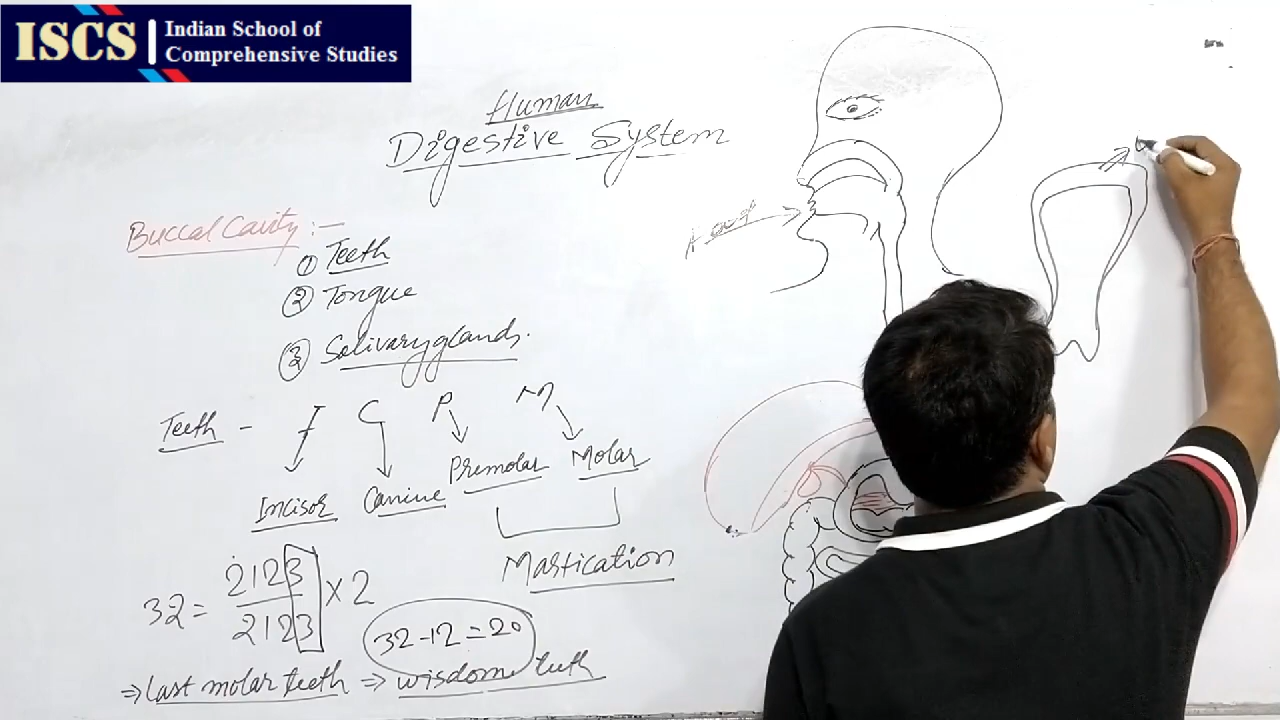 ISCS | Indian School of
Comprehensive Studies
Human
Digestive System
Buccal Cavity :-
① Teeth
② Tongue
③ Salivary glands.
Teeth - I C P M
Incisor Canine Premolar Molar
Mastication
32 = 2123/2123 × 2
32-12=20
⇒ last molar teeth ⇒ wisdome teeth